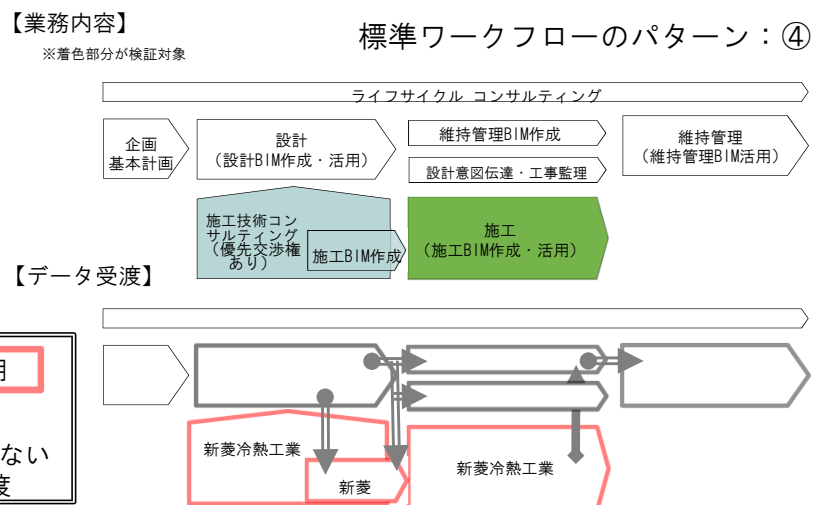 【業務内容】
※着色部分が検証対象
標準ワークフローのパターン：④
ライフサイクル コンサルティング
企画
基本計画
設計
（設計BIM作成・活用）
維持管理BIM作成
設計意図伝達・工事監理
維持管理
（維持管理BIM活用）
施工技術コン
サルティング
（優先交渉権
あり）
施工BIM作成
施工
（施工BIM作成・活用）
【データ受渡】
ない
新菱冷熱工業
新菱
新菱冷熱工業